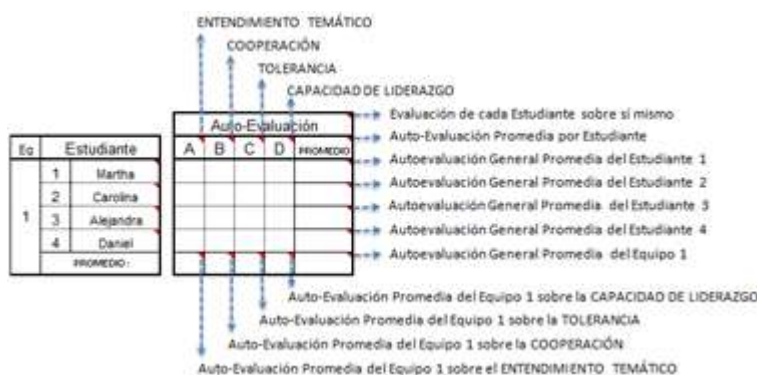 ENTENDIMIENTO TEMÁTICO
COOPERACIÓN
TOLERANCIA
CAPACIDAD DE LIDERAZGO
Auto-Evaluación
Evaluación de cada Estudiante sobre sí mismo
Eq Estudiante A B C D PROMEDIO
Auto-Evaluación Promedia por Estudiante
1
1 Martha
Autoevaluación General Promedia del Estudiante 1
2 Carolina
Autoevaluación General Promedia del Estudiante 2
3 Alejandra
Autoevaluación General Promedia del Estudiante 3
4 Daniel
Autoevaluación General Promedia del Estudiante 4
PROMEDIO:
Autoevaluación General Promedia del Equipo 1
Auto-Evaluación Promedia del Equipo 1 sobre la CAPACIDAD DE LIDERAZGO
Auto-Evaluación Promedia del Equipo 1 sobre la TOLERANCIA
Auto-Evaluación Promedia del Equipo 1 sobre la COOPERACIÓN
Auto-Evaluación Promedia del Equipo 1 sobre el ENTENDIMIENTO TEMÁTICO